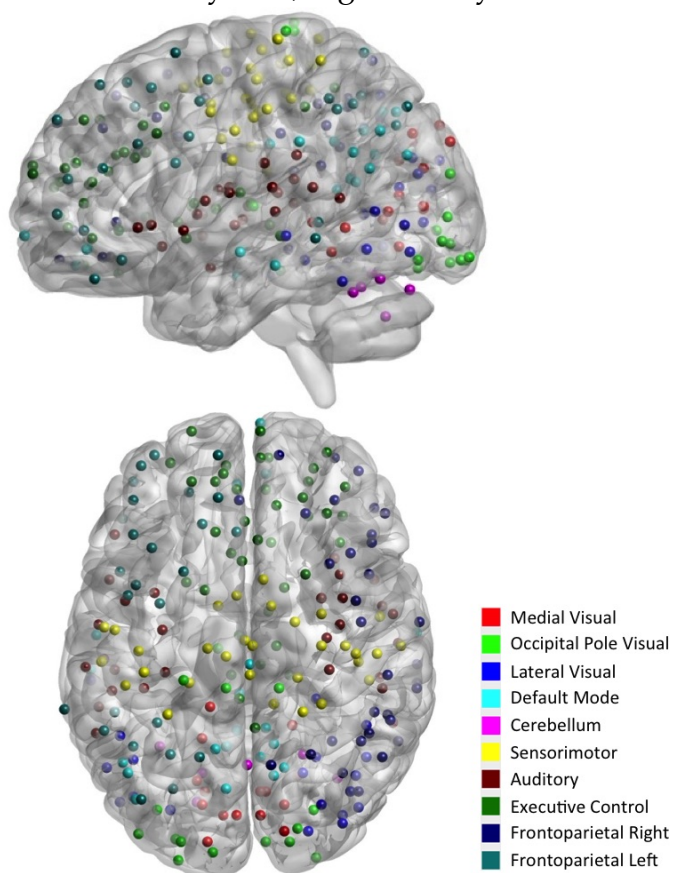 Medial Visual
Occipital Pole Visual
Lateral Visual
Default Mode
Cerebellum
Sensorimotor
Auditory
Executive Control
Frontoparietal Right
Frontoparietal Left